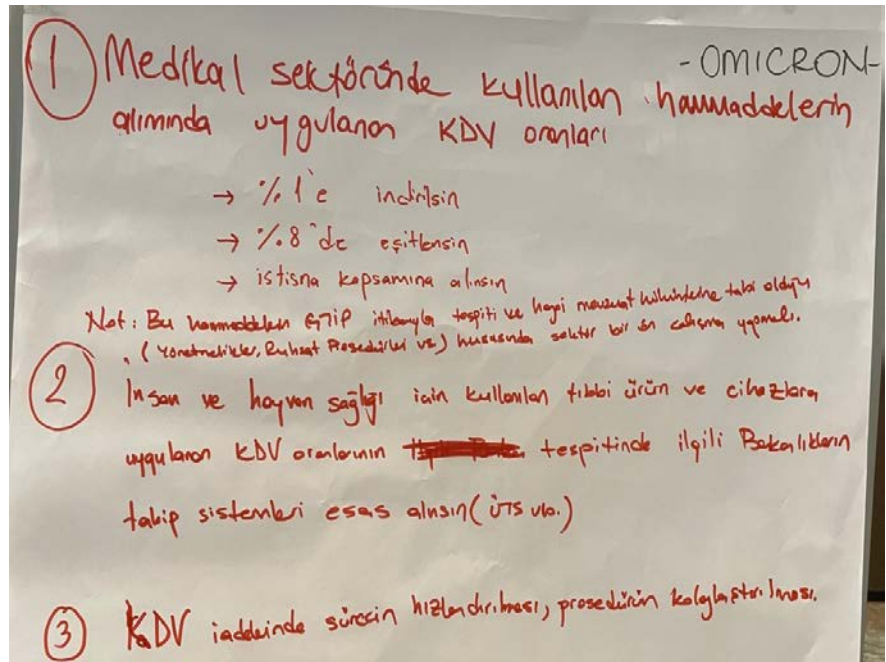 -OMICRON-
1 Medikal sektöründe kullanılan hammaddelerin
alımında uygulanan KDV oranları
→ %1'e indirilsin
→ %8'de eşitlensin
→ istisna kapsamına alınsın
Not: Bu hammaddelerin GTİP itibarıyla tespiti ve hangi mevzuat hükümlerine tabi olduğu
(Yönetmelikler, Ruhsat Prosedürleri vs) hususunda sektör bir ön çalışma yapmalı.
2 İnsan ve hayvan sağlığı için kullanılan tıbbi ürün ve cihazlara
uygulanan KDV oranlarının tespitinde ilgili Bakanlıkların
takip sistemleri esas alınsın (ÜTS vb.)
3 KDV iadesinde sürecin hızlandırılması, prosedürün kolaylaştırılması.